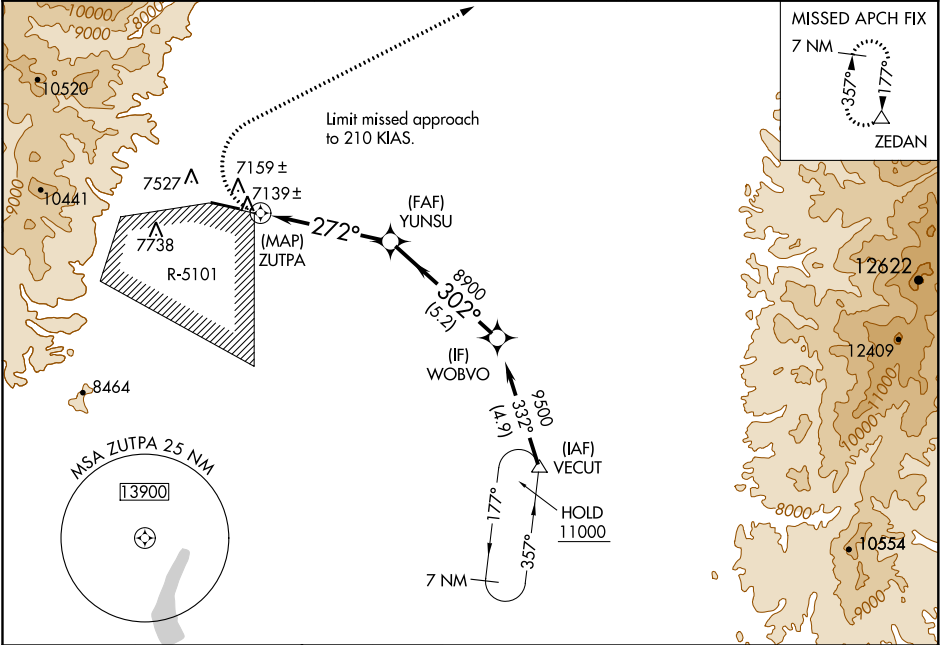 9000
8000
10000
10520
10441
9000
7527
7159 ±
7139 ±
7738
R-5101
8464
Limit missed approach
to 210 KIAS.
(MAP)
ZUTPA
272°
(FAF)
YUNSU
8900
302°
(5.2)
(IF)
WOBVO
9500
332°
(4.9)
(IAF)
VECUT
HOLD
11000
177°
357°
7 NM
MSA ZUTPA 25 NM
13900
MISSED APCH FIX
7 NM
357°
177°
ZEDAN
12622
12409
11000
10000
8000
10554
9000